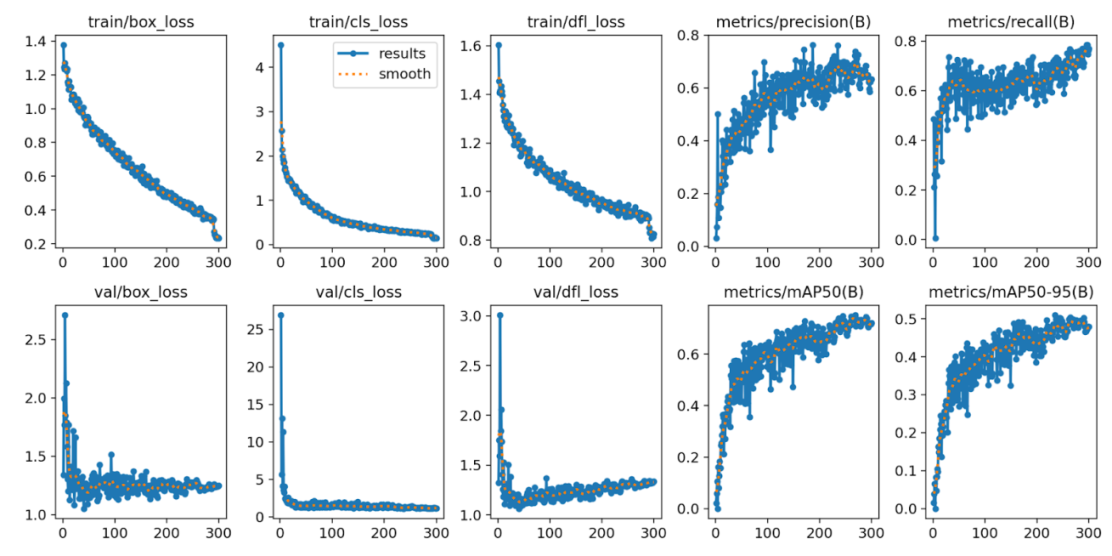 train/box_loss
1.4
1.2
1.0
0.8
0.6
0.4
0.2
0 100 200 300
train/cls_loss
results
smooth
4
3
2
1
0
0 100 200 300
train/dfl_loss
1.6
1.4
1.2
1.0
0.8
0 100 200 300
metrics/precision(B)
0.8
0.6
0.4
0.2
0.0
0 100 200 300
metrics/recall(B)
0.8
0.6
0.4
0.2
0.0
0 100 200 300
val/box_loss
2.5
2.0
1.5
1.0
0 100 200 300
val/cls_loss
25
20
15
10
5
0
0 100 200 300
val/dfl_loss
3.0
2.5
2.0
1.5
1.0
0 100 200 300
metrics/mAP50(B)
0.6
0.4
0.2
0.0
0 100 200 300
metrics/mAP50-95(B)
0.5
0.4
0.3
0.2
0.1
0.0
0 100 200 300